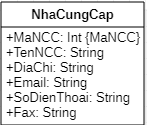 NhaCungCap
+MaNCC: Int {MaNCC}
+TenNCC: String
+DiaChi: String
+Email: String
+SoDienThoai: String
+Fax: String